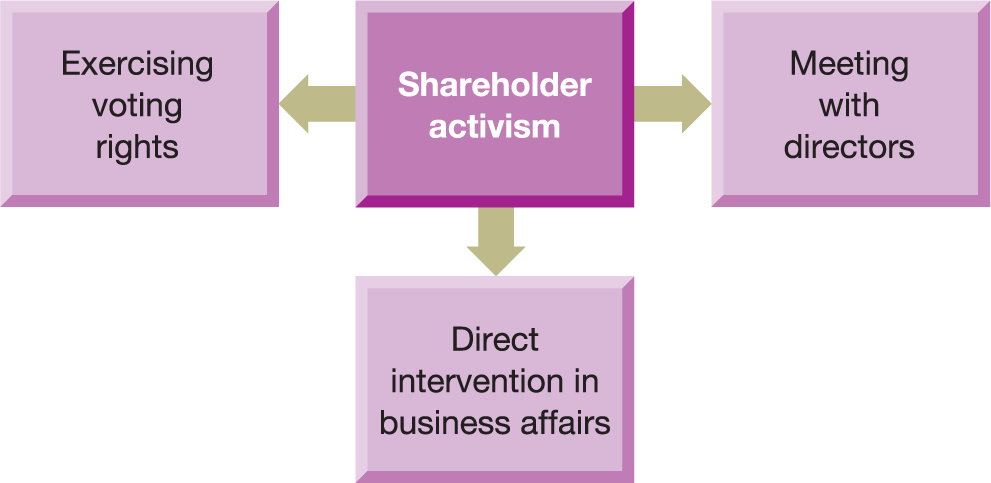 Exercising
voting
rights
Shareholder
activism
Meeting
with
directors
Direct
intervention in
business affairs